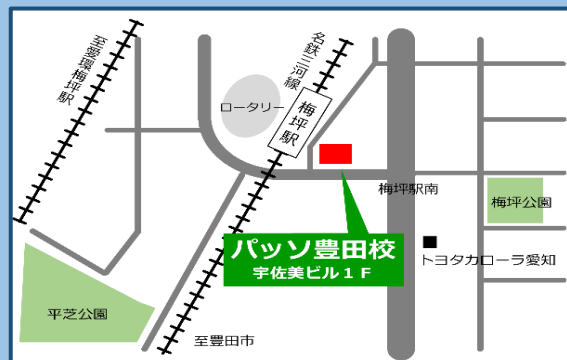 至愛環梅坪駅
名鉄三河線
ロータリー
梅坪駅
梅坪駅南
梅坪公園
パッソ豊田校
宇佐美ビル１Ｆ
トヨタカローラ愛知
平芝公園
至豊田市